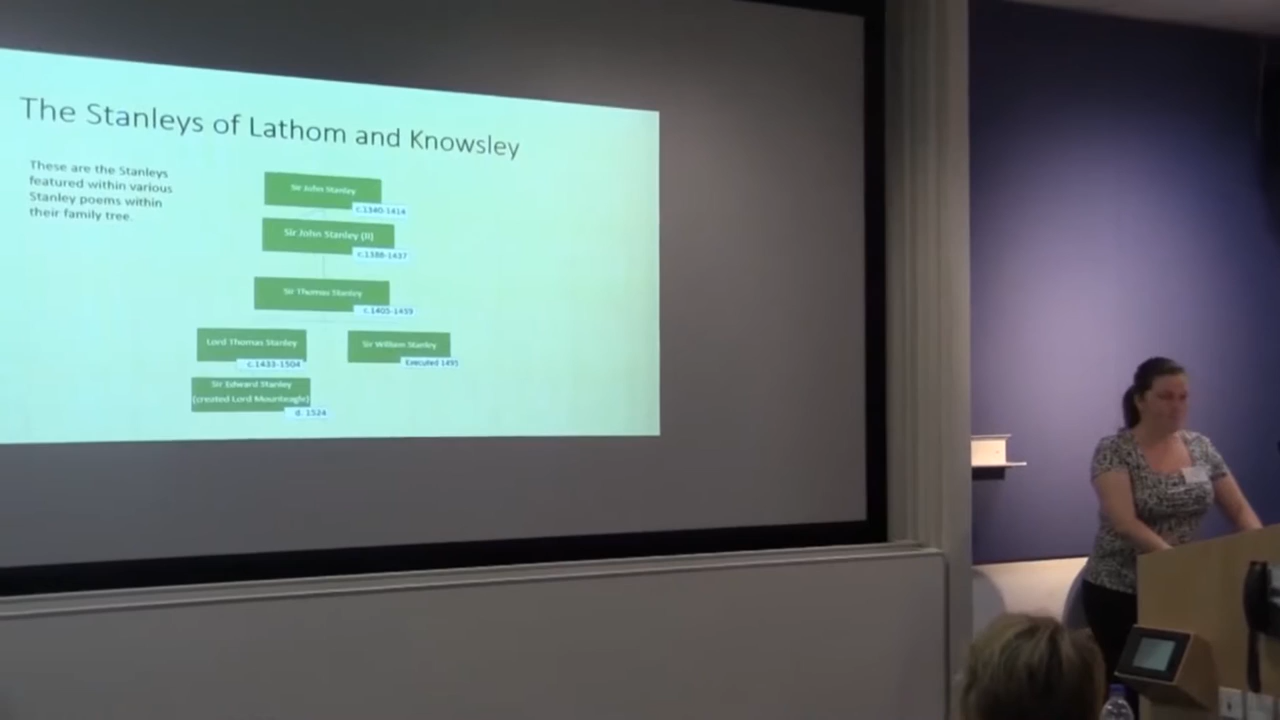 The Stanleys of Lathom and Knowsley
These are the Stanleys
featured within various
Stanley poems within
their family tree.
Sir John Stanley
c.1340-1414
Sir John Stanley (II)
c.1386-1437
Sir Thomas Stanley
c.1405-1459
Lord Thomas Stanley
c.1433-1504
Sir William Stanley
Executed 1495
Sir Edward Stanley
(created Lord Mounteagle)
d. 1524